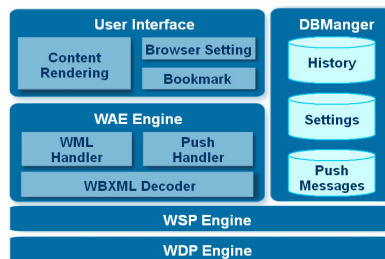 User Interface
Content
Rendering
Browser Setting
Bookmark
DBManger
History
Settings
Push
Messages
WAE Engine
WML
Handler
Push
Handler
WBXML Decoder
WSP Engine
WDP Engine